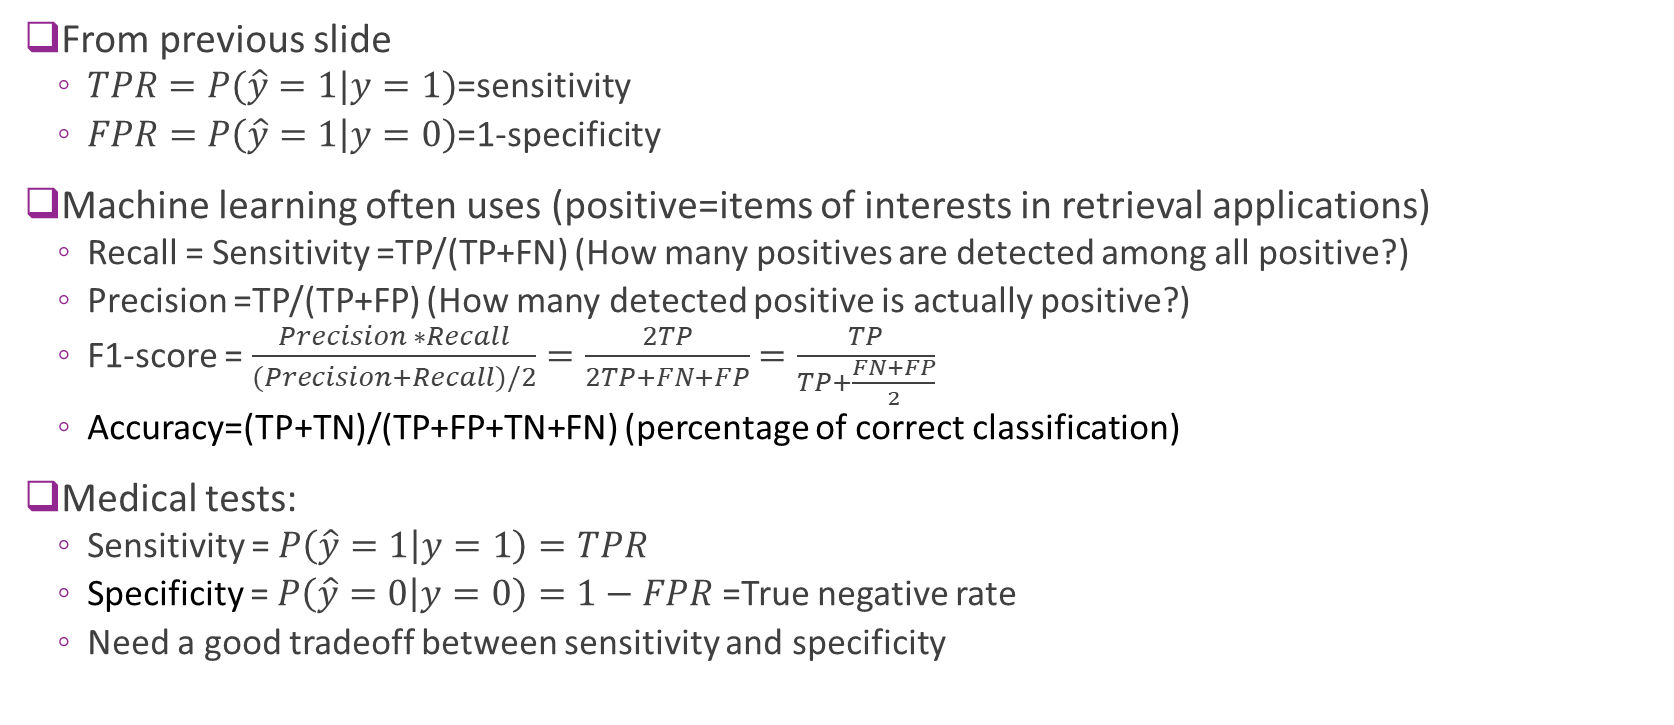 ❑From previous slide
◦ TPR = P(ŷ = 1|y = 1)=sensitivity
◦ FPR = P(ŷ = 1|y = 0)=1-specificity
❑Machine learning often uses (positive=items of interests in retrieval applications)
◦ Recall = Sensitivity =TP/(TP+FN) (How many positives are detected among all positive?)
◦ Precision =TP/(TP+FP) (How many detected positive is actually positive?)
◦ F1-score = \frac{Precision *Recall}{(Precision+Recall)/2} = \frac{2TP}{2TP+FN+FP} = \frac{TP}{TP+\frac{FN+FP}{2}}
◦ Accuracy=(TP+TN)/(TP+FP+TN+FN) (percentage of correct classification)
❑Medical tests:
◦ Sensitivity = P(ŷ = 1|y = 1) = TPR
◦ Specificity = P(ŷ = 0|y = 0) = 1 − FPR =True negative rate
◦ Need a good tradeoff between sensitivity and specificity